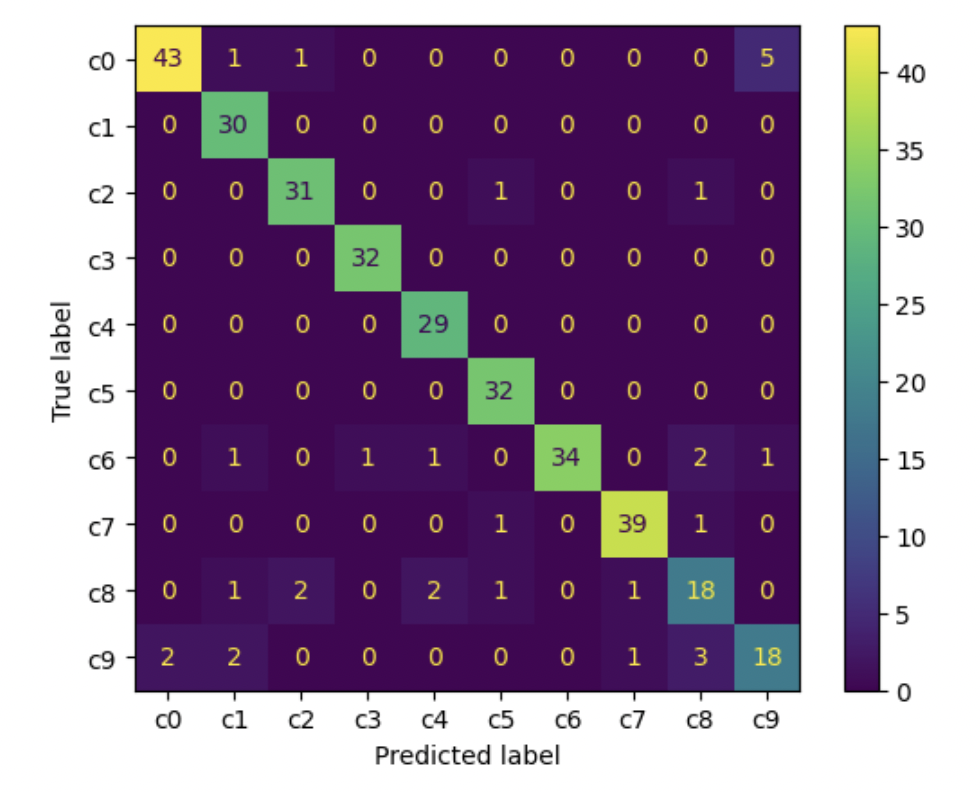 c0 43 1 1 0 0 0 0 0 0 5
c1 0 30 0 0 0 0 0 0 0 0
c2 0 0 31 0 0 1 0 0 1 0
c3 0 0 0 32 0 0 0 0 0 0
c4 0 0 0 0 29 0 0 0 0 0
c5 0 0 0 0 0 32 0 0 0 0
c6 0 1 0 1 1 0 34 0 2 1
c7 0 0 0 0 0 1 0 39 1 0
c8 0 1 2 0 2 1 0 1 18 0
c9 2 2 0 0 0 0 0 1 3 18
c0 c1 c2 c3 c4 c5 c6 c7 c8 c9
Predicted label
True label
40
35
30
25
20
15
10
5
0